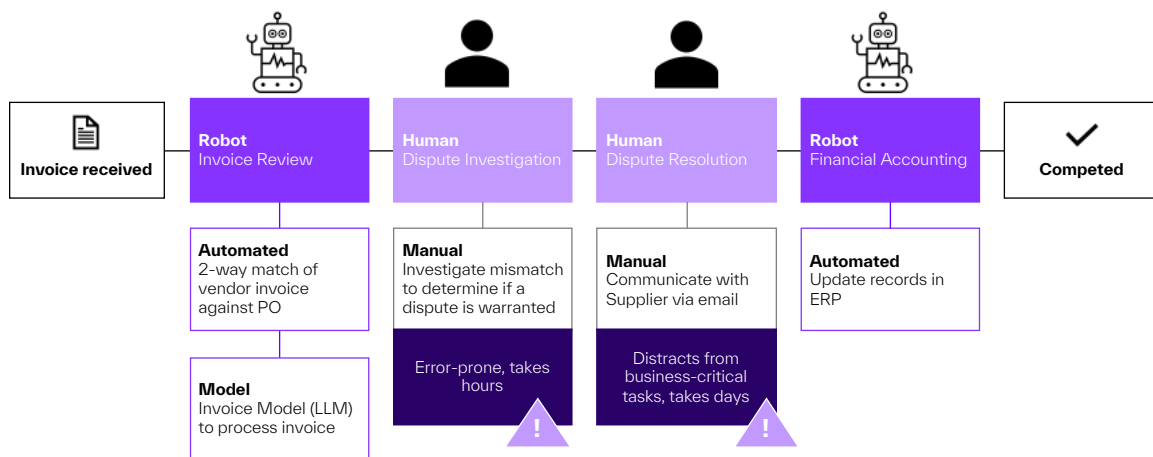 Invoice received
Robot
Invoice Review
Human
Dispute Investigation
Human
Dispute Resolution
Robot
Financial Accounting
Competed
Automated
2-way match of
vendor invoice
against PO
Manual
Investigate mismatch
to determine if a
dispute is warranted
Manual
Communicate with
Supplier via email
Automated
Update records in
ERP
Error-prone, takes
hours
!
Distracts from
business-critical
tasks, takes days
!
Model
Invoice Model (LLM)
to process invoice